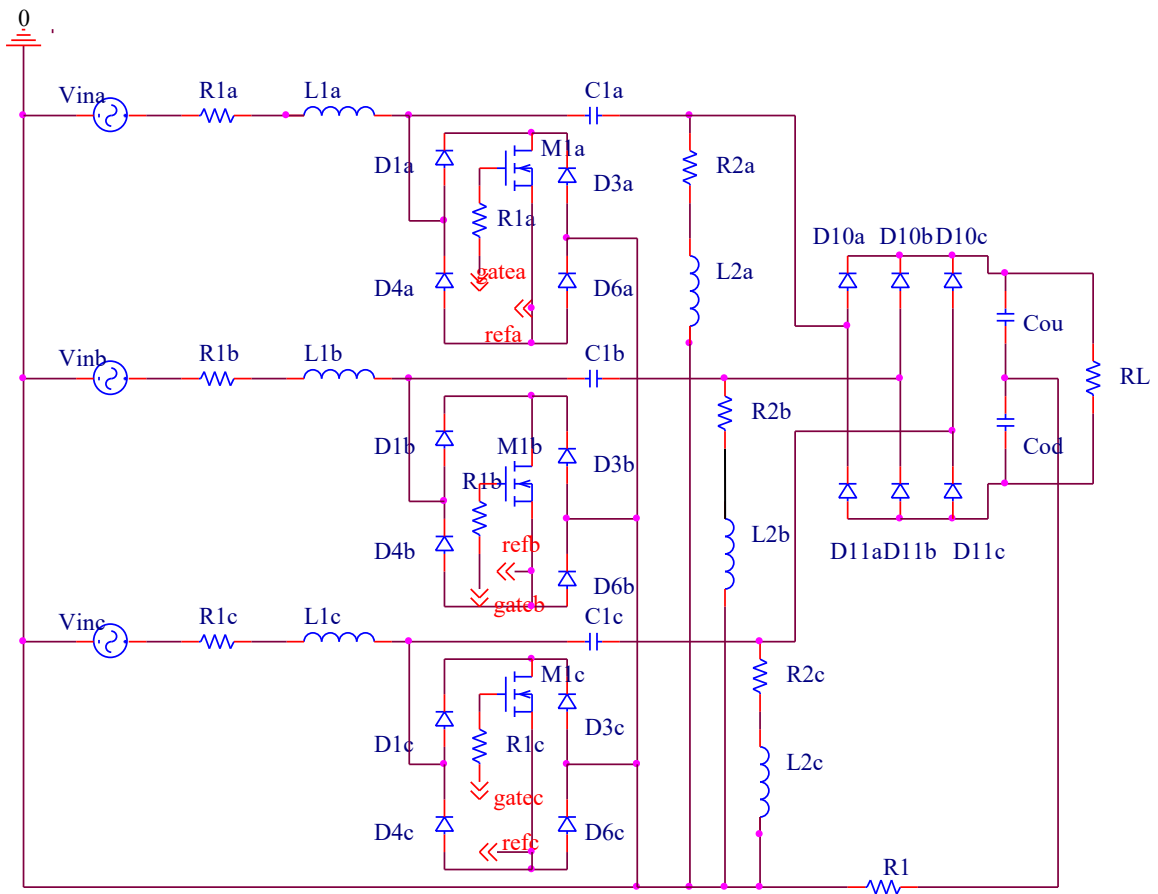 0
Vina
R1a
L1a
C1a
D1a
M1a
D3a
R2a
R1a
gatea
D4a
D6a
refa
L2a
D10a D10b D10c
Cou
RL
Cod
D11a D11b D11c
Vinb
R1b
L1b
C1b
R2b
D1b
M1b
D3b
R1b
refb
D4b
D6b
gateb
L2b
Vinc
R1c
L1c
C1c
M1c
R2c
D1c
R1c
D3c
L2c
gatec
D4c
refc
D6c
R1